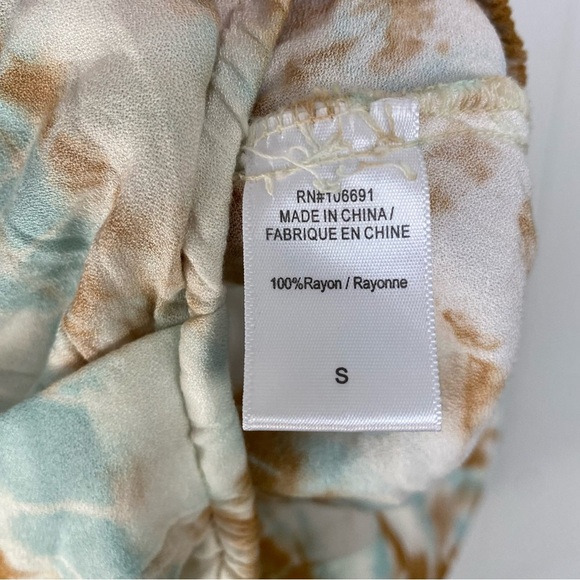 RN#106691
MADE IN CHINA /
FABRIQUE EN CHINE
100%Rayon / Rayonne
S